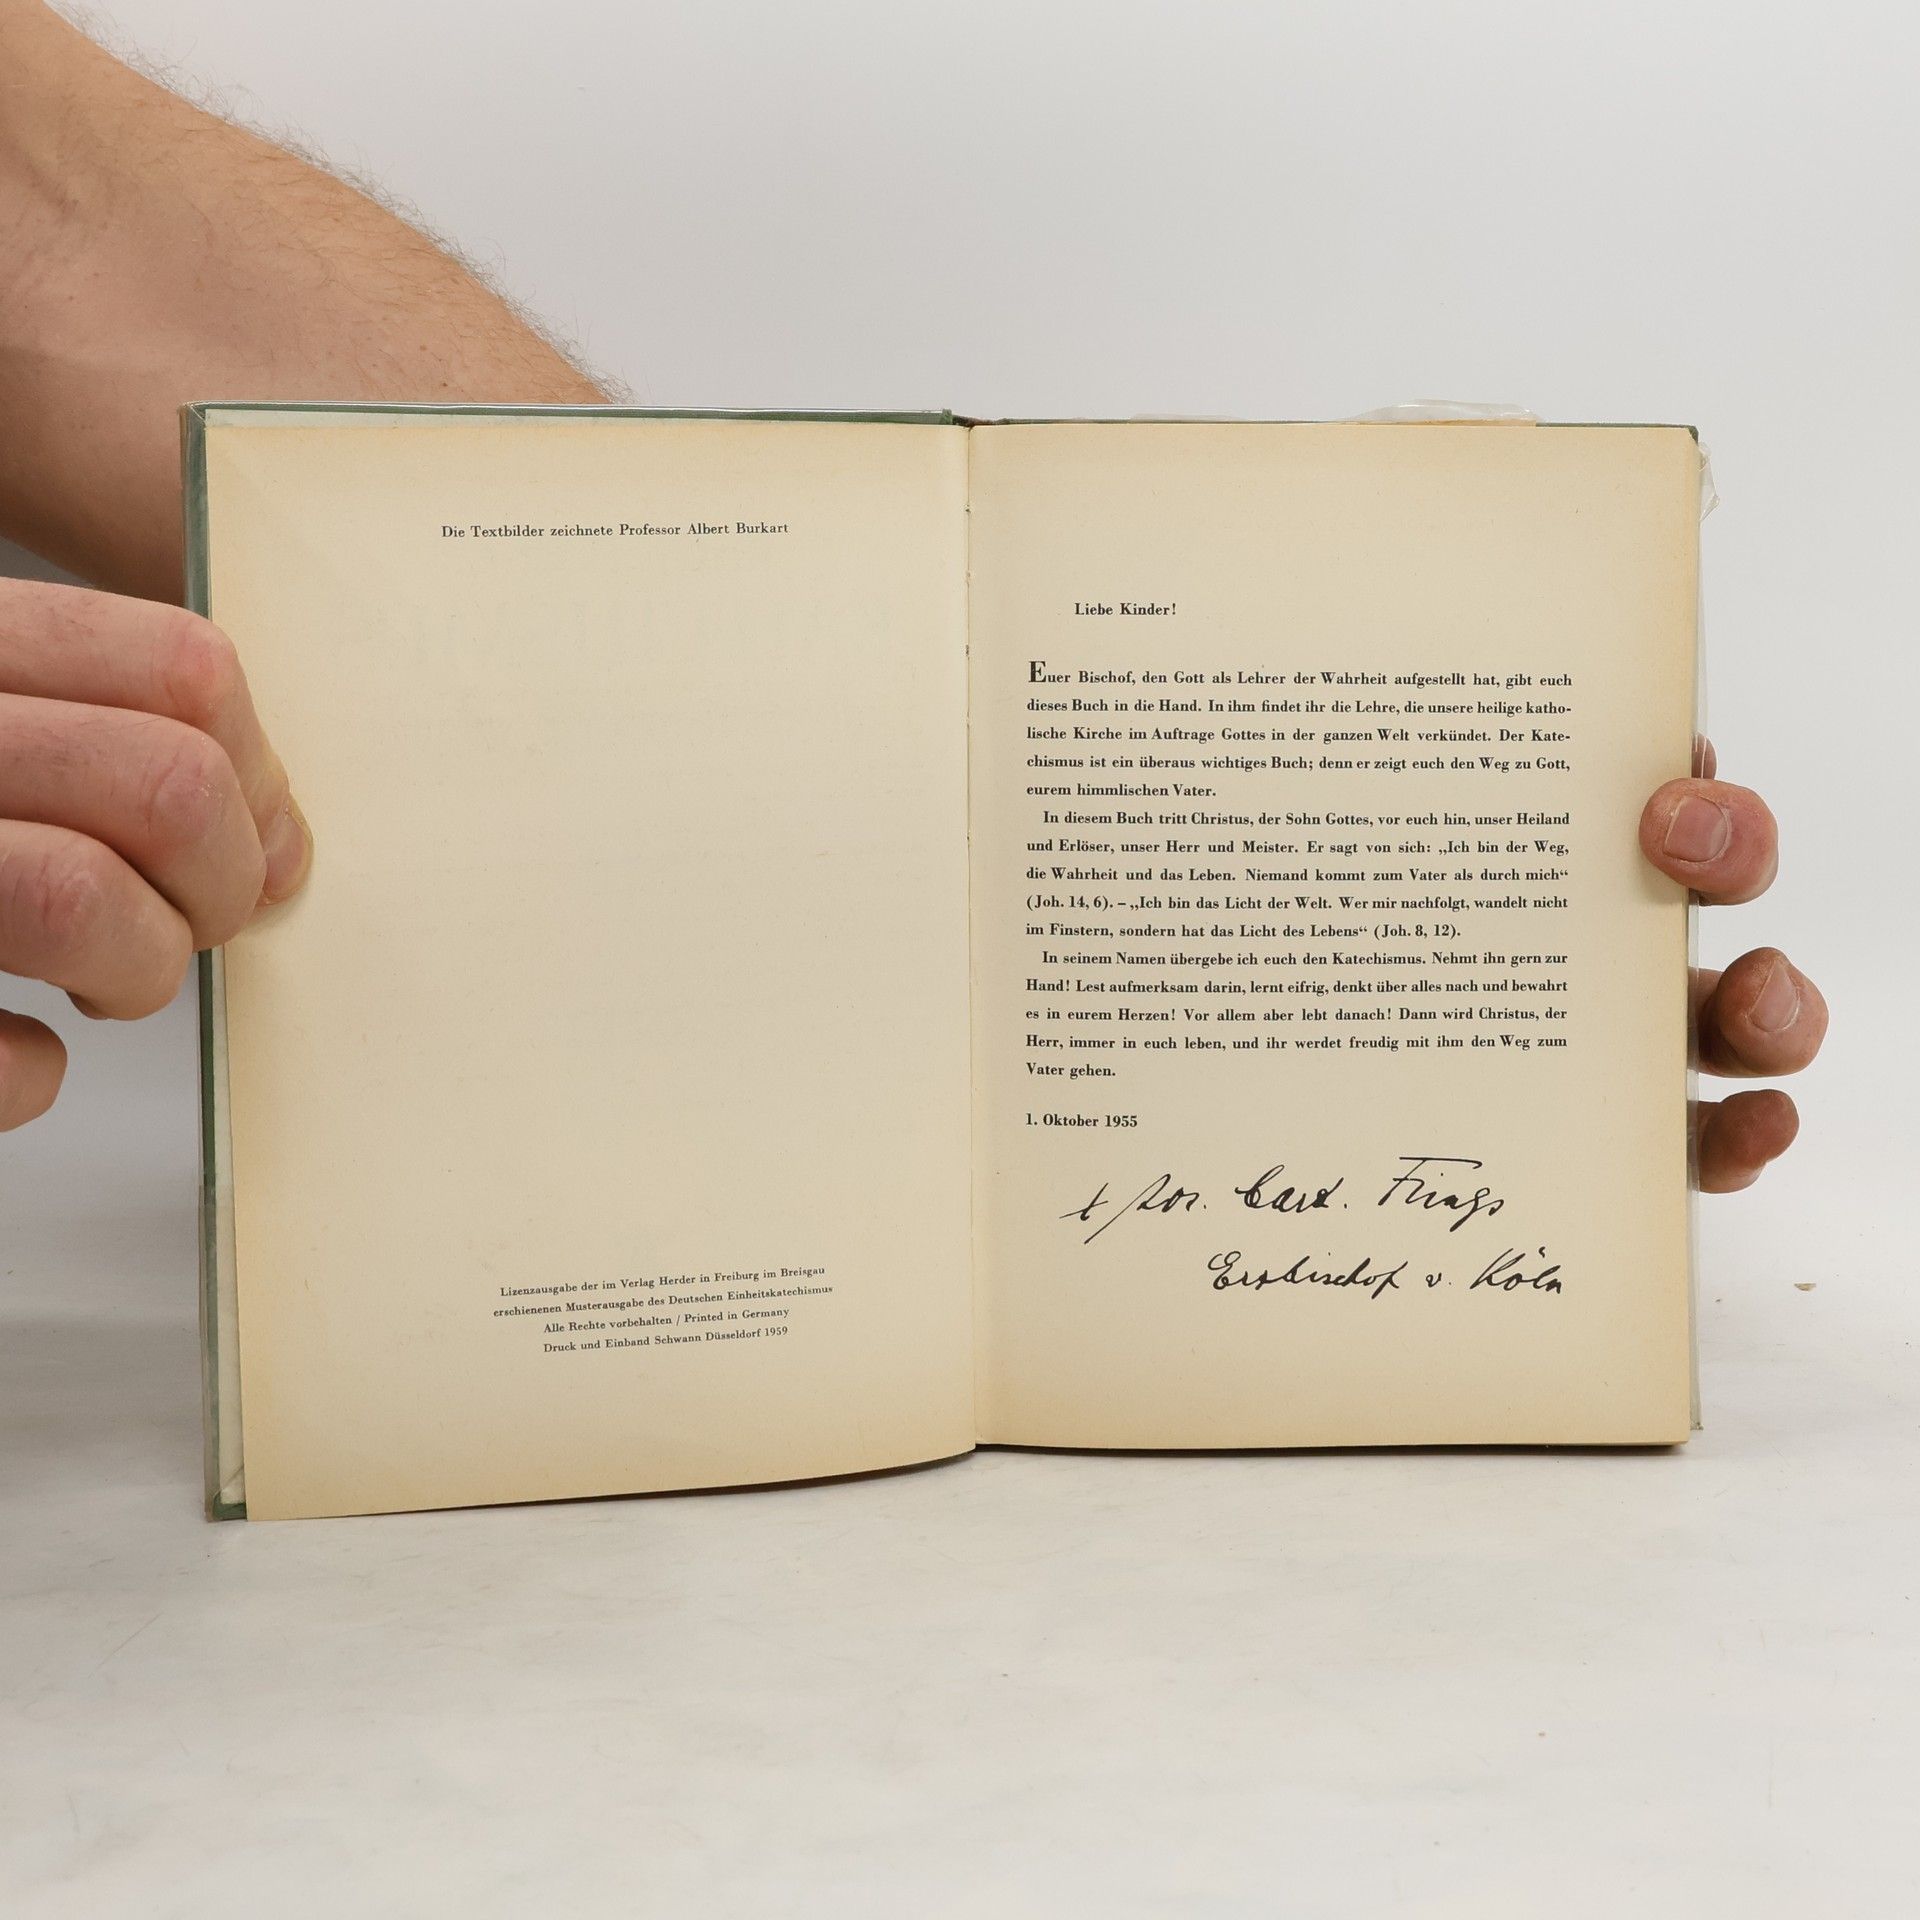 Die Textbilder zeichnete Professor Albert Burkart
Lizenzausgabe der im Verlag Herder in Freiburg im Breisgau
erschienenen Musterausgabe des Deutschen Einheitskatechismus
Alle Rechte vorbehalten / Printed in Germany
Druck und Einband Schwann Düsseldorf 1959
Liebe Kinder!
Euer Bischof, den Gott als Lehrer der Wahrheit aufgestellt hat, gibt euch
dieses Buch in die Hand. In ihm findet ihr die Lehre, die unsere heilige katho-
lische Kirche im Auftrage Gottes in der ganzen Welt verkündet. Der Kate-
chismus ist ein überaus wichtiges Buch; denn er zeigt euch den Weg zu Gott,
eurem himmlischen Vater.
In diesem Buch tritt Christus, der Sohn Gottes, vor euch hin, unser Heiland
und Erlöser, unser Herr und Meister. Er sagt von sich: „Ich bin der Weg,
die Wahrheit und das Leben. Niemand kommt zum Vater als durch mich“
(Joh. 14, 6). – „Ich bin das Licht der Welt. Wer mir nachfolgt, wandelt nicht
im Finstern, sondern hat das Licht des Lebens“ (Joh. 8, 12).
In seinem Namen übergebe ich euch den Katechismus. Nehmt ihn gern zur
Hand! Lest aufmerksam darin, lernt eifrig, denkt über alles nach und bewahrt
es in eurem Herzen! Vor allem aber lebt danach! Dann wird Christus, der
Herr, immer in euch leben, und ihr werdet freudig mit ihm den Weg zum
Vater gehen.
1. Oktober 1955
+ Jos. Card. Frings
Erzbischof v. Köln